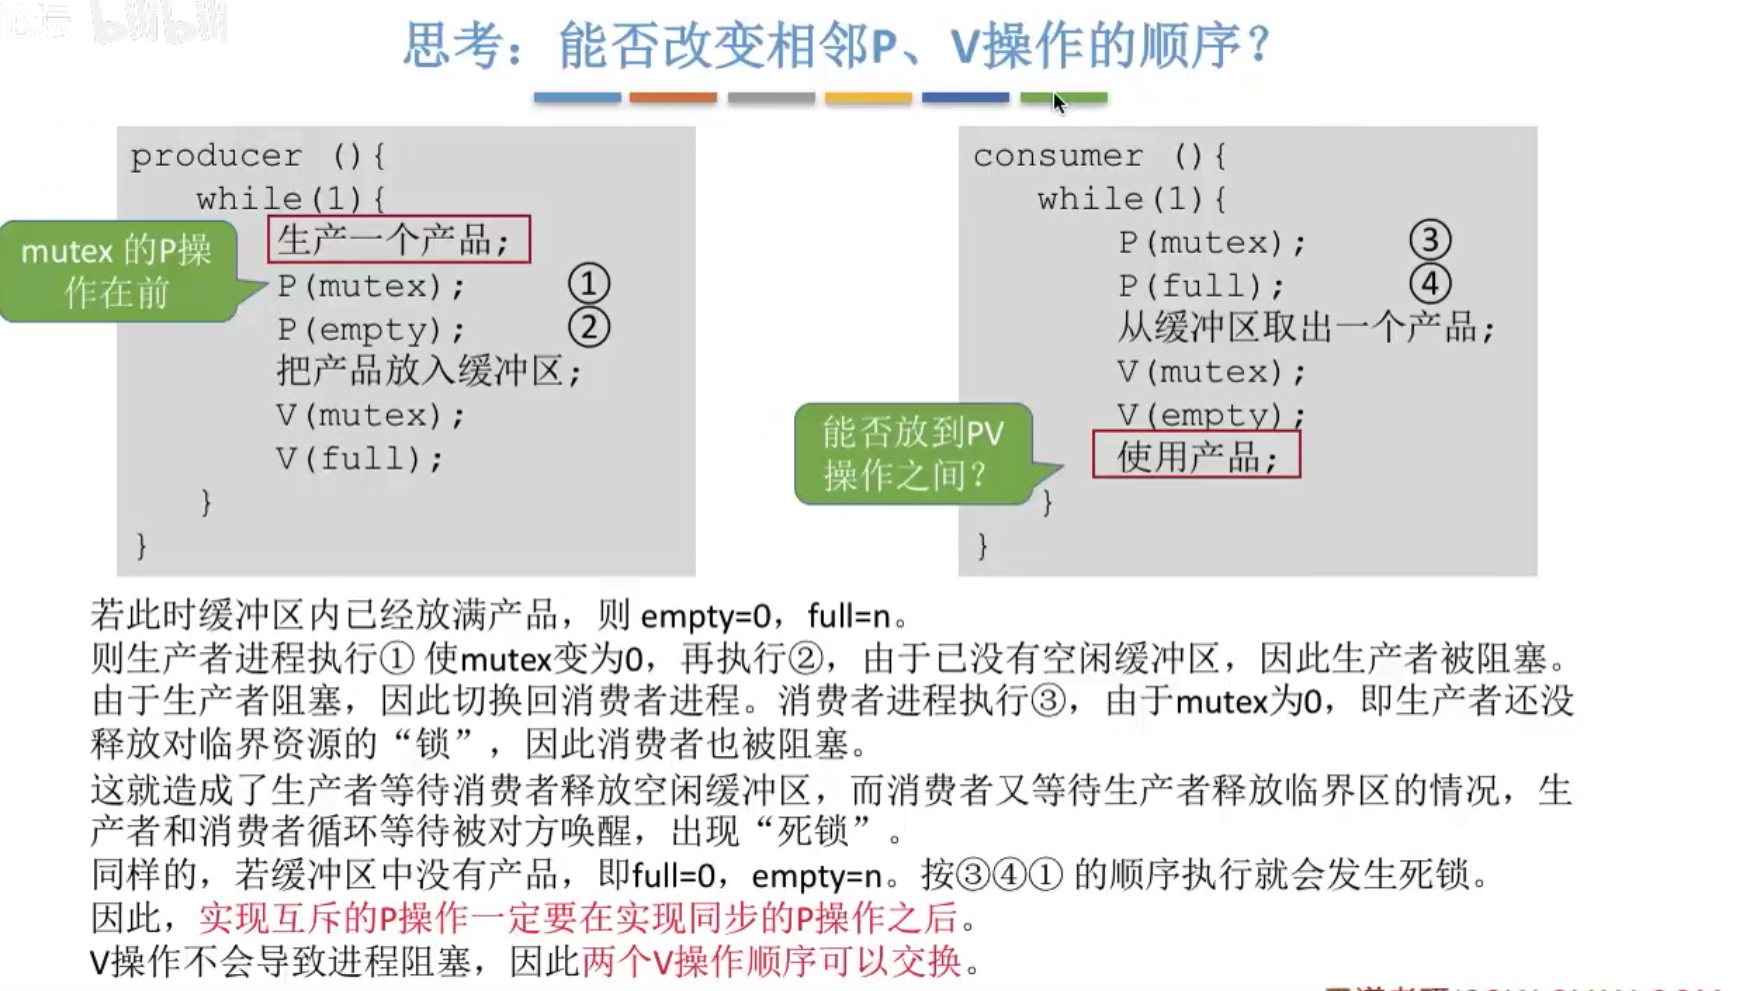 论坛 bilibili
思考：能否改变相邻P、V操作的顺序？
producer (){
while(1){
生产一个产品;
P(mutex); ①
P(empty); ②
把产品放入缓冲区;
V(mutex);
V(full);
}
}
mutex 的P操
作在前
consumer (){
while(1){
P(mutex); ③
P(full); ④
从缓冲区取出一个产品;
V(mutex);
V(empty);
使用产品;
}
}
能否放到PV
操作之间？
若此时缓冲区内已经放满产品，则 empty=0，full=n。
则生产者进程执行① 使mutex变为0，再执行②，由于已没有空闲缓冲区，因此生产者被阻塞。
由于生产者阻塞，因此切换回消费者进程。消费者进程执行③，由于mutex为0，即生产者还没
释放对临界资源的“锁”，因此消费者也被阻塞。
这就造成了生产者等待消费者释放空闲缓冲区，而消费者又等待生产者释放临界区的情况，生
产者和消费者循环等待被对方唤醒，出现“死锁”。
同样的，若缓冲区中没有产品，即full=0，empty=n。按③④① 的顺序执行就会发生死锁。
因此，实现互斥的P操作一定要在实现同步的P操作之后。
V操作不会导致进程阻塞，因此两个V操作顺序可以交换。